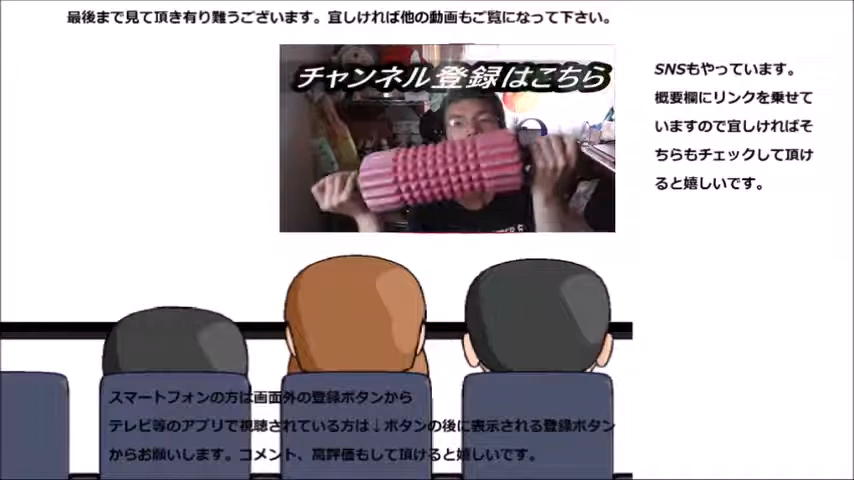 最後まで見て頂き有り難うございます。宜しければ他の動画もご覧になって下さい。
チャンネル登録はこちら
SNSもやっています。
概要欄にリンクを乗せて
いますので宜しければそ
ちらもチェックして頂け
ると嬉しいです。
スマートフォンの方は画面外の登録ボタンから
テレビ等のアプリで視聴されている方は↓ボタンの後に表示される登録ボタン
からお願いします。コメント、高評価もして頂けると嬉しいです。